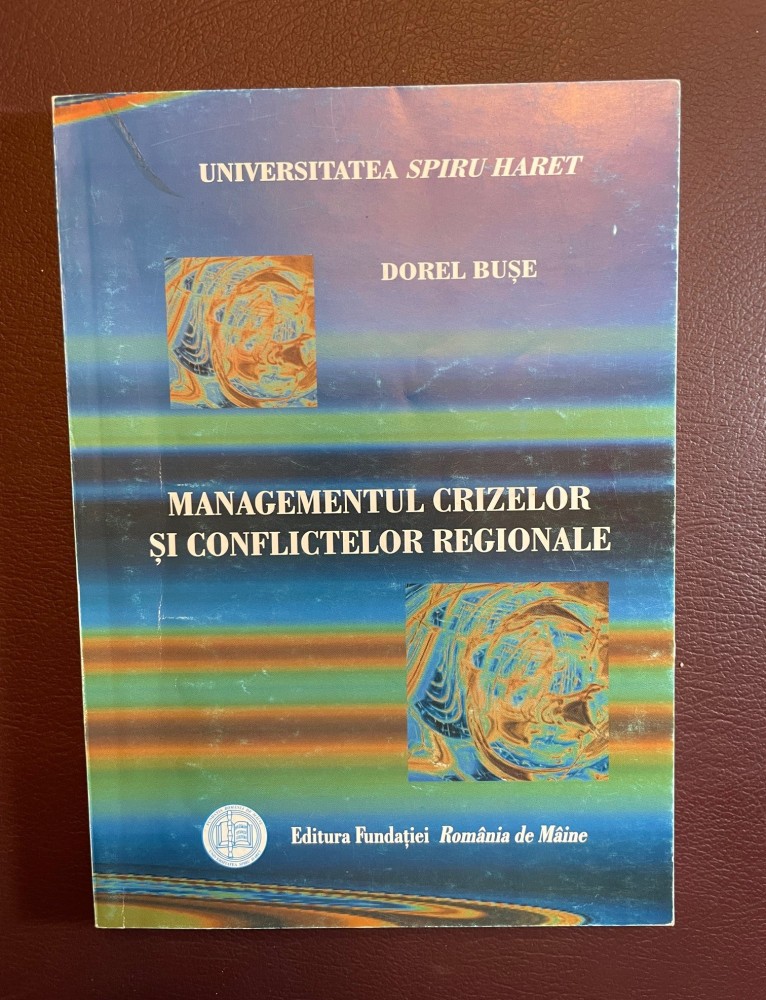 UNIVERSITATEA SPIRU HARET
DOREL BUȘE
MANAGEMENTUL CRIZELOR
ȘI CONFLICTELOR REGIONALE
Editura Fundației România de Mâine